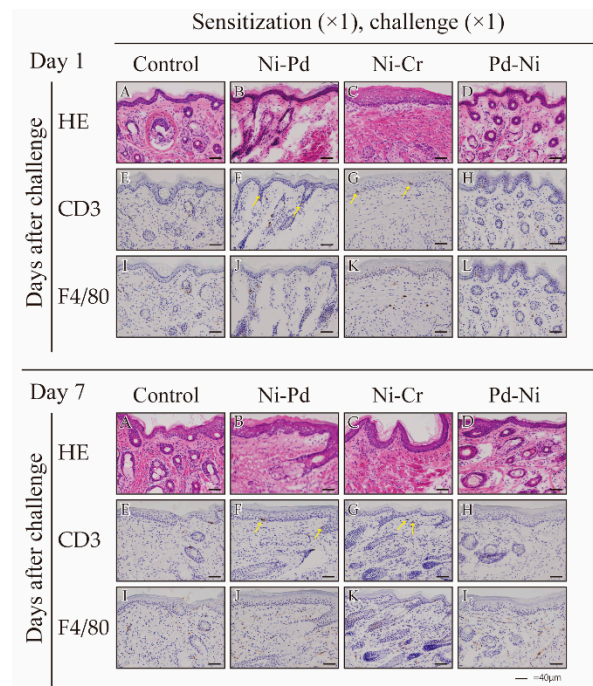 Sensitization (×1), challenge (×1)
Day 1
Control Ni-Pd Ni-Cr Pd-Ni
Days after challenge
HE
A B C D
CD3
E F G H
F4/80
I J K L
Day 7
Control Ni-Pd Ni-Cr Pd-Ni
Days after challenge
HE
A B C D
CD3
E F G H
F4/80
I J K L
=40μm